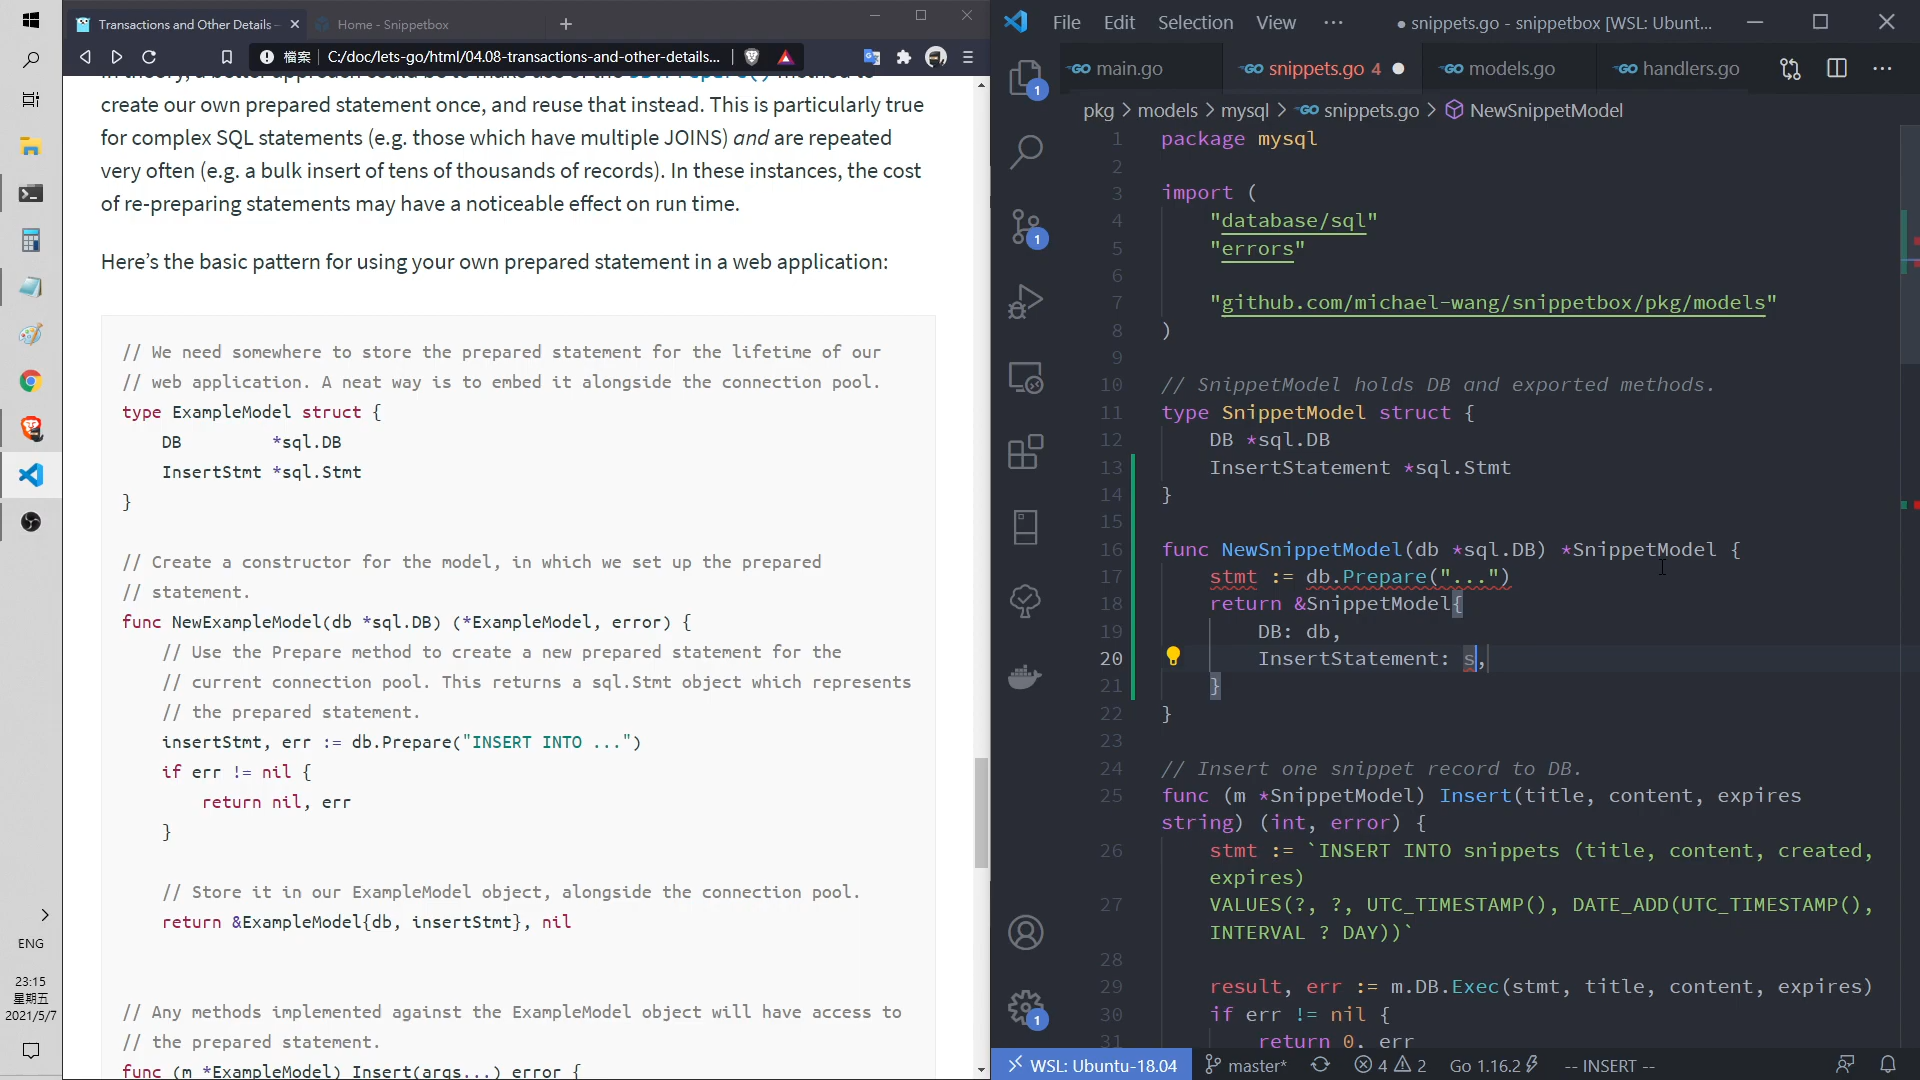 Transactions and Other Details
Home - Snippetbox
檔案
C:/doc/lets-go/html/04.08-transactions-and-other-details...
create our own prepared statement once, and reuse that instead. This is particularly true
for complex SQL statements (e.g. those which have multiple JOINS) and are repeated
very often (e.g. a bulk insert of tens of thousands of records). In these instances, the cost
of re-preparing statements may have a noticeable effect on run time.
Here’s the basic pattern for using your own prepared statement in a web application:
// We need somewhere to store the prepared statement for the lifetime of our
// web application. A neat way is to embed it alongside the connection pool.
type ExampleModel struct {
DB *sql.DB
InsertStmt *sql.Stmt
}
// Create a constructor for the model, in which we set up the prepared
// statement.
func NewExampleModel(db *sql.DB) (*ExampleModel, error) {
// Use the Prepare method to create a new prepared statement for the
// current connection pool. This returns a sql.Stmt object which represents
// the prepared statement.
insertStmt, err := db.Prepare("INSERT INTO ...")
if err != nil {
return nil, err
}
// Store it in our ExampleModel object, alongside the connection pool.
return &ExampleModel{db, insertStmt}, nil
// Any methods implemented against the ExampleModel object will have access to
// the prepared statement.
func (m *ExampleModel) Insert(args...) error {
ENG
23:15
星期五
2021/5/7
File Edit Selection View ···
● snippets.go - snippetbox [WSL: Ubunt...
main.go
snippets.go 4
models.go
handlers.go
pkg > models > mysql > snippets.go > NewSnippetModel
1 package mysql
2
3 import (
4 "database/sql"
5 "errors"
6
7 "github.com/michael-wang/snippetbox/pkg/models"
8 )
9
10 // SnippetModel holds DB and exported methods.
11 type SnippetModel struct {
12 DB *sql.DB
13 InsertStatement *sql.Stmt
14 }
15
16 func NewSnippetModel(db *sql.DB) *SnippetModel {
17 stmt := db.Prepare("...")
18 return &SnippetModel{
19 DB: db,
20 InsertStatement: s,
21 }
22 }
23
24 // Insert one snippet record to DB.
25 func (m *SnippetModel) Insert(title, content, expires
string) (int, error) {
26 stmt := `INSERT INTO snippets (title, content, created,
expires)
27 VALUES(?, ?, UTC_TIMESTAMP(), DATE_ADD(UTC_TIMESTAMP(),
INTERVAL ? DAY))`
28
29 result, err := m.DB.Exec(stmt, title, content, expires)
30 if err != nil {
31 return 0, err
1
1
1
WSL: Ubuntu-18.04
master*
4 2
Go 1.16.2
-- INSERT --